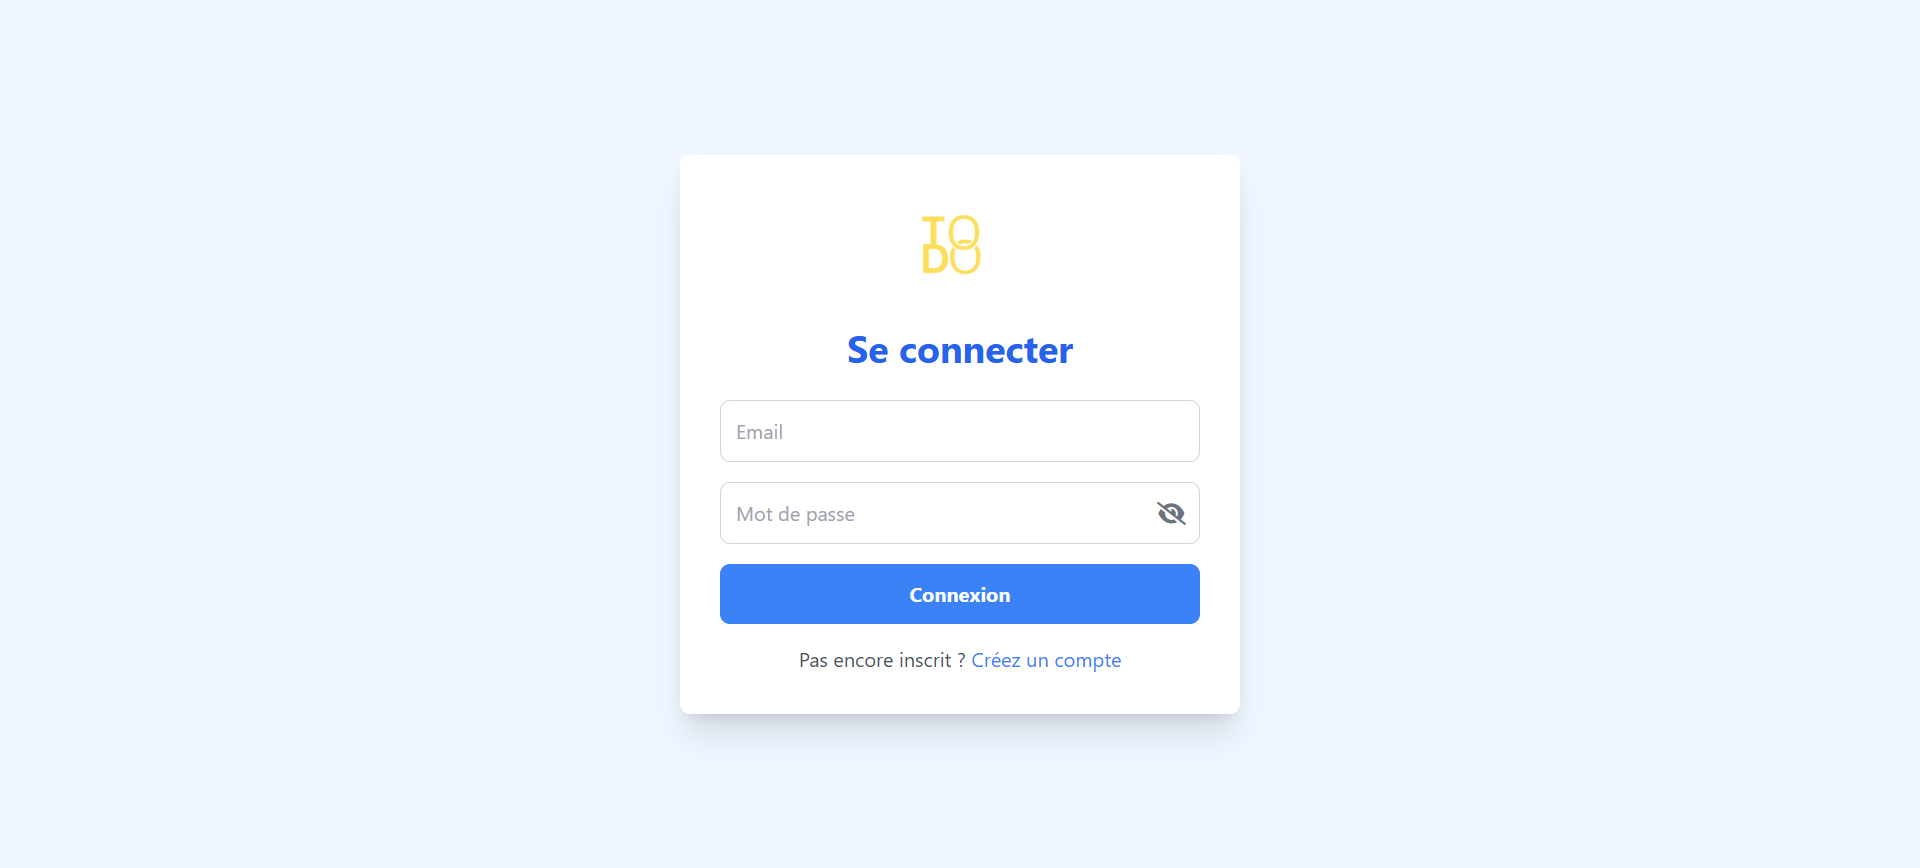 TO
DO
Se connecter
Email
Mot de passe
Connexion
Pas encore inscrit ? Créez un compte